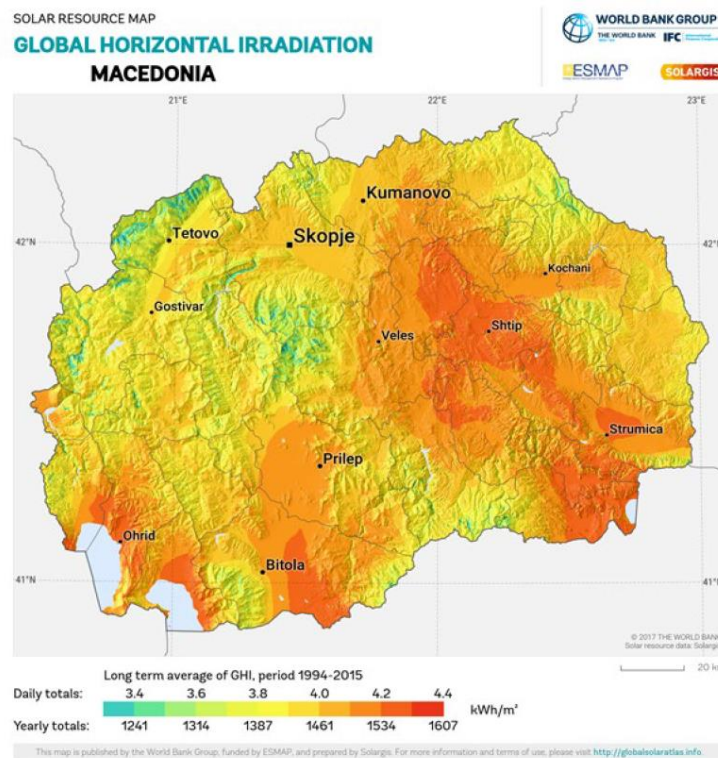 SOLAR RESOURCE MAP
GLOBAL HORIZONTAL IRRADIATION
MACEDONIA
WORLD BANK GROUP
THE WORLD BANK IFC
ESMAP
SOLARGIS
21°E 22°E 23°E
Kumanovo
Tetovo
Skopje
42°N 42°N
Kochani
Gostivar
Shtip
Veles
Strumica
Prilep
Ohrid
Bitola
41°N 41°N
© 2017 THE WORLD BANK
Solar resource data: Solargis
20 k
Long term average of GHI, period 1994-2015
Daily totals: 3.4 3.6 3.8 4.0 4.2 4.4
kWh/m²
Yearly totals: 1241 1314 1387 1461 1534 1607
This map is published by the World Bank Group, funded by ESMAP, and prepared by Solargis. For more information and terms of use, please visit http://globalsolaratlas.info.